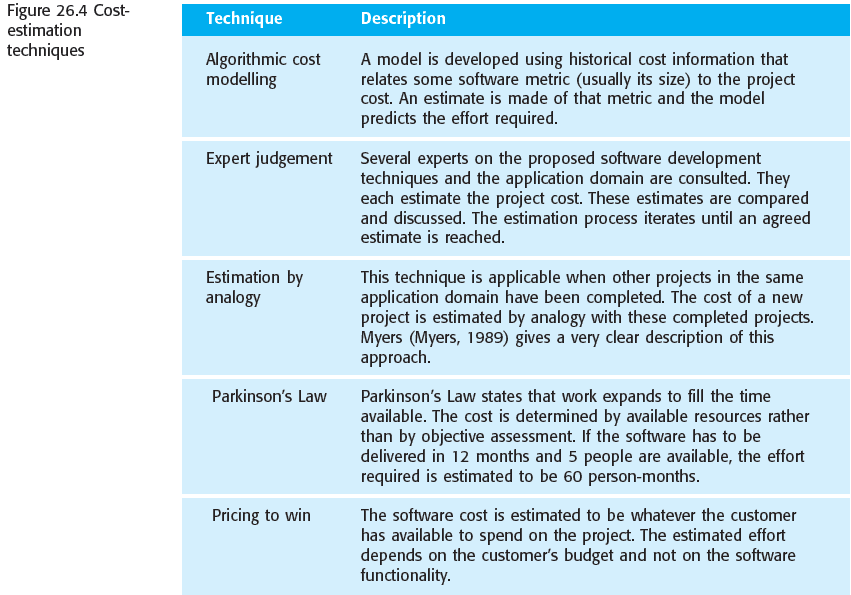 Figure 26.4 Cost-
estimation
techniques
Technique Description
Algorithmic cost
modelling
A model is developed using historical cost information that
relates some software metric (usually its size) to the project
cost. An estimate is made of that metric and the model
predicts the effort required.
Expert judgement
Several experts on the proposed software development
techniques and the application domain are consulted. They
each estimate the project cost. These estimates are compared
and discussed. The estimation process iterates until an agreed
estimate is reached.
Estimation by
analogy
This technique is applicable when other projects in the same
application domain have been completed. The cost of a new
project is estimated by analogy with these completed projects.
Myers (Myers, 1989) gives a very clear description of this
approach.
Parkinson's Law
Parkinson's Law states that work expands to fill the time
available. The cost is determined by available resources rather
than by objective assessment. If the software has to be
delivered in 12 months and 5 people are available, the effort
required is estimated to be 60 person-months.
Pricing to win
The software cost is estimated to be whatever the customer
has available to spend on the project. The estimated effort
depends on the customer's budget and not on the software
functionality.